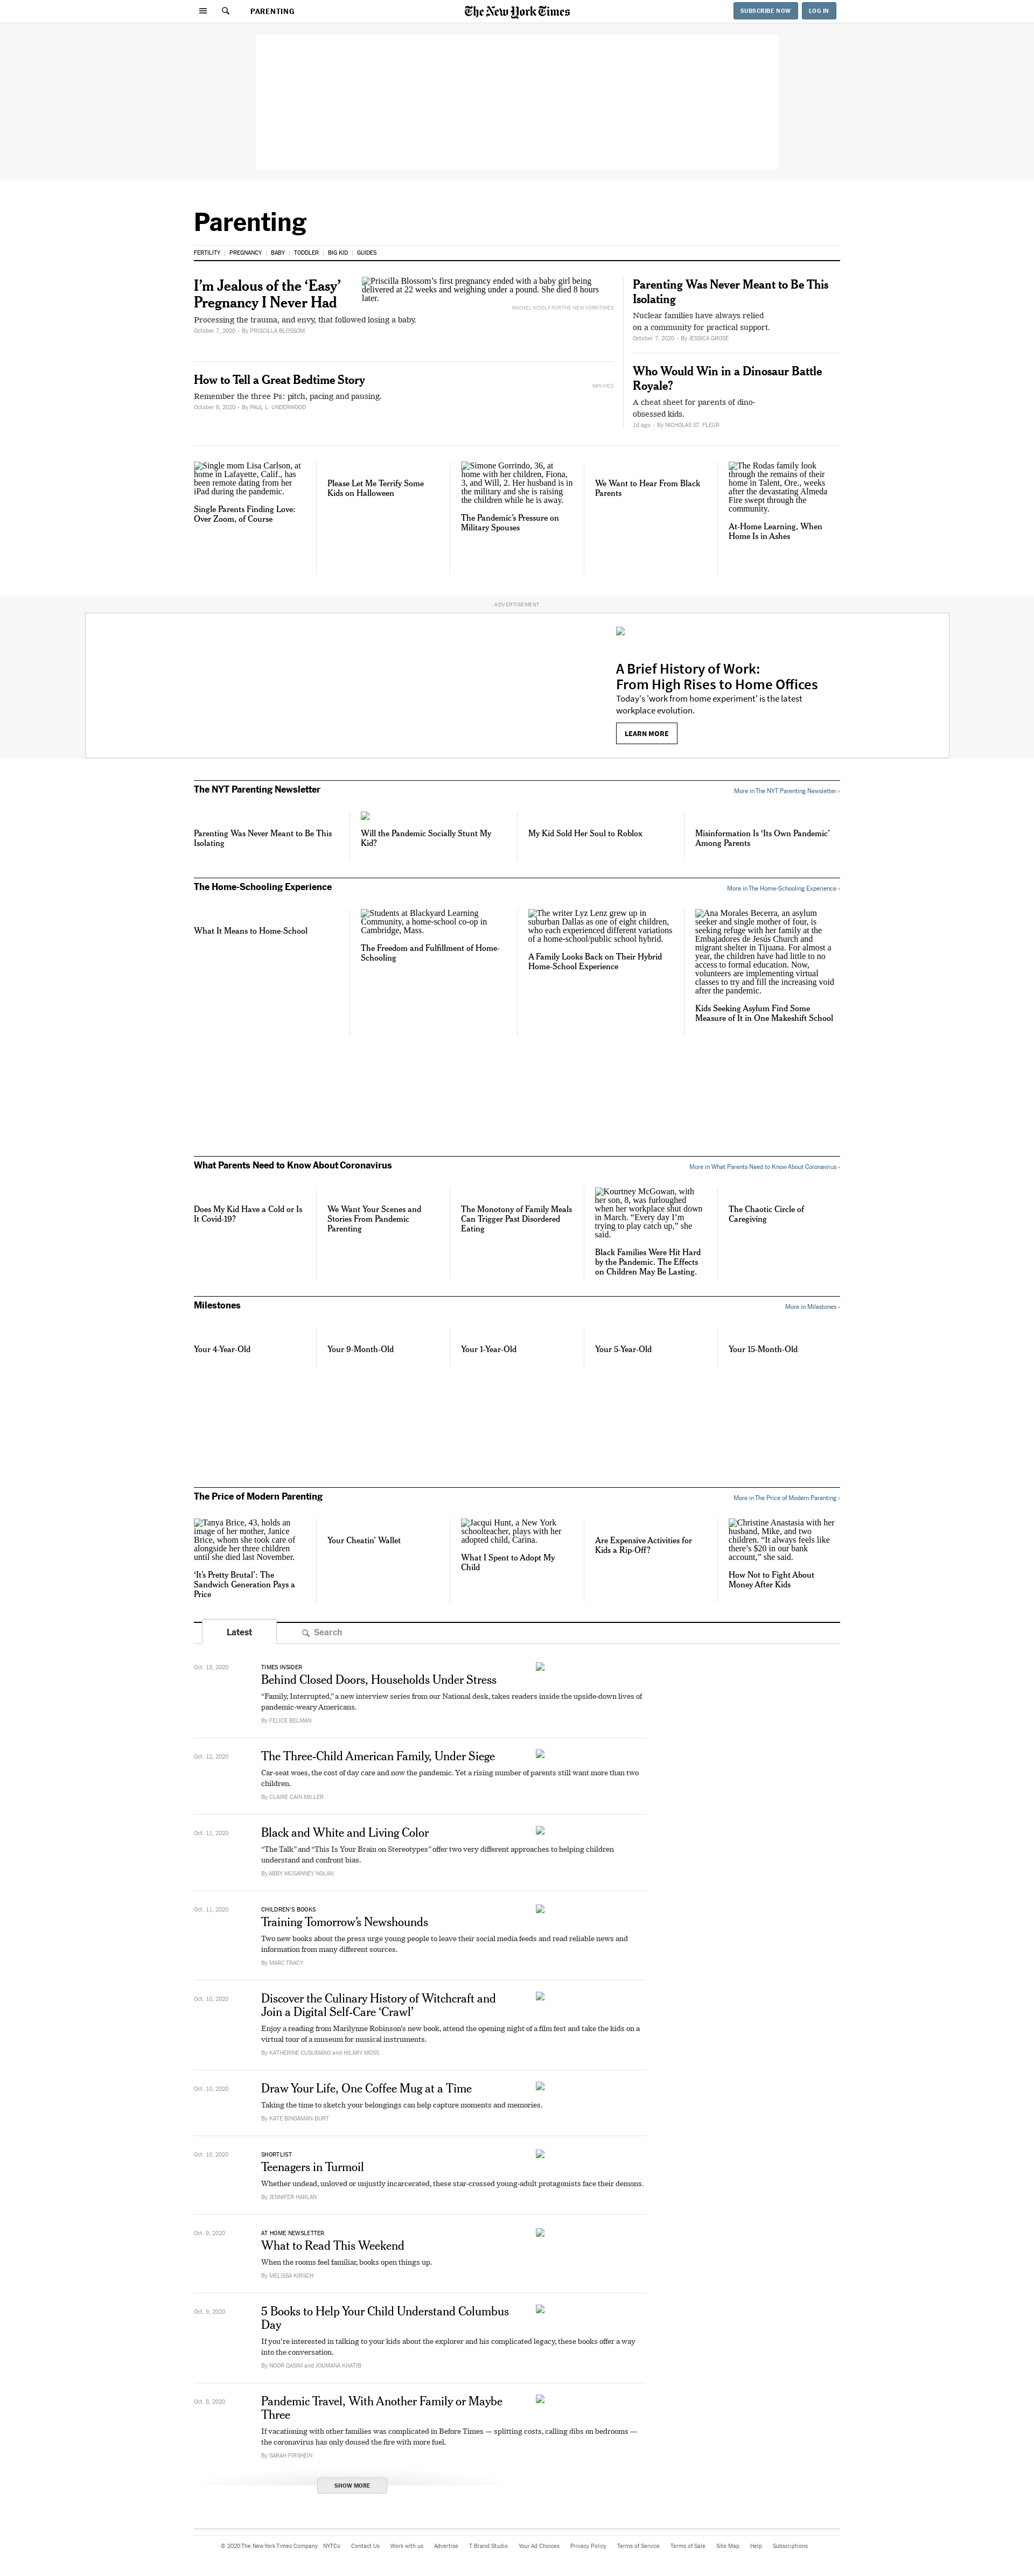 PARENTING
The New York Times
SUBSCRIBE NOW
LOG IN
Parenting
FERTILITY
PREGNANCY
BABY
TODDLER
BIG KID
GUIDES
I’m Jealous of the ‘Easy’
Pregnancy I Never Had
Processing the trauma, and envy, that followed losing a baby.
October 7, 2020 - By PRISCILLA BLOSSOM
Priscilla Blossom’s first pregnancy ended with a baby girl being
delivered at 22 weeks and weighing under a pound. She died 8 hours
later.
RACHEL WOOLF FOR THE NEW YORK TIMES
How to Tell a Great Bedtime Story
Remember the three Ps: pitch, pacing and pausing.
October 8, 2020 - By PAUL L. UNDERWOOD
MIN HEO
Parenting Was Never Meant to Be This
Isolating
Nuclear families have always relied
on a community for practical support.
October 7, 2020 - By JESSICA GROSE
Who Would Win in a Dinosaur Battle
Royale?
A cheat sheet for parents of dino-
obsessed kids.
1d ago - By NICHOLAS ST. FLEUR
Single mom Lisa Carlson, at
home in Lafayette, Calif., has
been remote dating from her
iPad during the pandemic.
Single Parents Finding Love:
Over Zoom, of Course
Please Let Me Terrify Some
Kids on Halloween
Simone Gorrindo, 36, at
home with her children, Fiona,
3, and Will, 2. Her husband is in
the military and she is raising
the children while he is away.
The Pandemic’s Pressure on
Military Spouses
We Want to Hear From Black
Parents
The Rodas family look
through the remains of their
home in Talent, Ore., weeks
after the devastating Almeda
Fire swept through the
community.
At-Home Learning, When
Home Is in Ashes
ADVERTISEMENT
A Brief History of Work:
From High Rises to Home Offices
Today's 'work from home experiment' is the latest
workplace evolution.
LEARN MORE
The NYT Parenting Newsletter
More in The NYT Parenting Newsletter ›
Parenting Was Never Meant to Be This
Isolating
Will the Pandemic Socially Stunt My
Kid?
My Kid Sold Her Soul to Roblox
Misinformation Is ‘Its Own Pandemic’
Among Parents
The Home-Schooling Experience
More in The Home-Schooling Experience ›
What It Means to Home-School
Students at Blackyard Learning
Community, a home-school co-op in
Cambridge, Mass.
The Freedom and Fulfillment of Home-
Schooling
The writer Lyz Lenz grew up in
suburban Dallas as one of eight children,
who each experienced different variations
of a home-school/public school hybrid.
A Family Looks Back on Their Hybrid
Home-School Experience
Ana Morales Becerra, an asylum
seeker and single mother of four, is
seeking refuge with her family at the
Embajadores de Jesús Church and
migrant shelter in Tijuana. For almost a
year, the children have had little to no
access to formal education. Now,
volunteers are implementing virtual
classes to try and fill the increasing void
after the pandemic.
Kids Seeking Asylum Find Some
Measure of It in One Makeshift School
What Parents Need to Know About Coronavirus
More in What Parents Need to Know About Coronavirus ›
Does My Kid Have a Cold or Is
It Covid-19?
We Want Your Scenes and
Stories From Pandemic
Parenting
The Monotony of Family Meals
Can Trigger Past Disordered
Eating
Kourtney McGowan, with
her son, 8, was furloughed
when her workplace shut down
in March. “Every day I’m
trying to play catch up,” she
said.
Black Families Were Hit Hard
by the Pandemic. The Effects
on Children May Be Lasting.
The Chaotic Circle of
Caregiving
Milestones
More in Milestones ›
Your 4-Year-Old
Your 9-Month-Old
Your 1-Year-Old
Your 5-Year-Old
Your 15-Month-Old
The Price of Modern Parenting
More in The Price of Modern Parenting ›
Tanya Brice, 43, holds an
image of her mother, Janice
Brice, whom she took care of
alongside her three children
until she died last November.
‘It’s Pretty Brutal’: The
Sandwich Generation Pays a
Price
Your Cheatin’ Wallet
Jacqui Hunt, a New York
schoolteacher, plays with her
adopted child, Carina.
What I Spent to Adopt My
Child
Are Expensive Activities for
Kids a Rip-Off?
Christine Anastasia with her
husband, Mike, and two
children. “It always feels like
there’s $20 in our bank
account,” she said.
How Not to Fight About
Money After Kids
Latest
Search
Oct. 13, 2020
TIMES INSIDER
Behind Closed Doors, Households Under Stress
“Family, Interrupted,” a new interview series from our National desk, takes readers inside the upside-down lives of
pandemic-weary Americans.
By FELICE BELMAN
Oct. 12, 2020
The Three-Child American Family, Under Siege
Car-seat woes, the cost of day care and now the pandemic. Yet a rising number of parents still want more than two
children.
By CLAIRE CAIN MILLER
Oct. 11, 2020
Black and White and Living Color
“The Talk” and “This Is Your Brain on Stereotypes” offer two very different approaches to helping children
understand and confront bias.
By ABBY MCGANNEY NOLAN
Oct. 11, 2020
CHILDREN’S BOOKS
Training Tomorrow’s Newshounds
Two new books about the press urge young people to leave their social media feeds and read reliable news and
information from many different sources.
By MARC TRACY
Oct. 10, 2020
Discover the Culinary History of Witchcraft and
Join a Digital Self-Care ‘Crawl’
Enjoy a reading from Marilynne Robinson’s new book, attend the opening night of a film fest and take the kids on a
virtual tour of a museum for musical instruments.
By KATHERINE CUSUMANO and HILARY MOSS
Oct. 10, 2020
Draw Your Life, One Coffee Mug at a Time
Taking the time to sketch your belongings can help capture moments and memories.
By KATE BINGAMAN-BURT
Oct. 10, 2020
SHORTLIST
Teenagers in Turmoil
Whether undead, unloved or unjustly incarcerated, these star-crossed young-adult protagonists face their demons.
By JENNIFER HARLAN
Oct. 9, 2020
AT HOME NEWSLETTER
What to Read This Weekend
When the rooms feel familiar, books open things up.
By MELISSA KIRSCH
Oct. 9, 2020
5 Books to Help Your Child Understand Columbus
Day
If you’re interested in talking to your kids about the explorer and his complicated legacy, these books offer a way
into the conversation.
By NOOR QASIM and JOUMANA KHATIB
Oct. 8, 2020
Pandemic Travel, With Another Family or Maybe
Three
If vacationing with other families was complicated in Before Times — splitting costs, calling dibs on bedrooms —
the coronavirus has only doused the fire with more fuel.
By SARAH FIRSHEIN
SHOW MORE
© 2020 The New York Times Company NYTCo Contact Us Work with us Advertise T Brand Studio Your Ad Choices Privacy Policy Terms of Service Terms of Sale Site Map Help Subscriptions